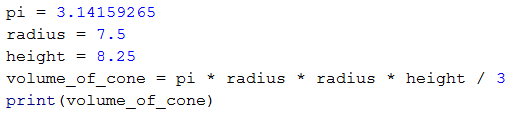 pi = 3.14159265
radius = 7.5
height = 8.25
volume_of_cone = pi * radius * radius * height / 3
print(volume_of_cone)